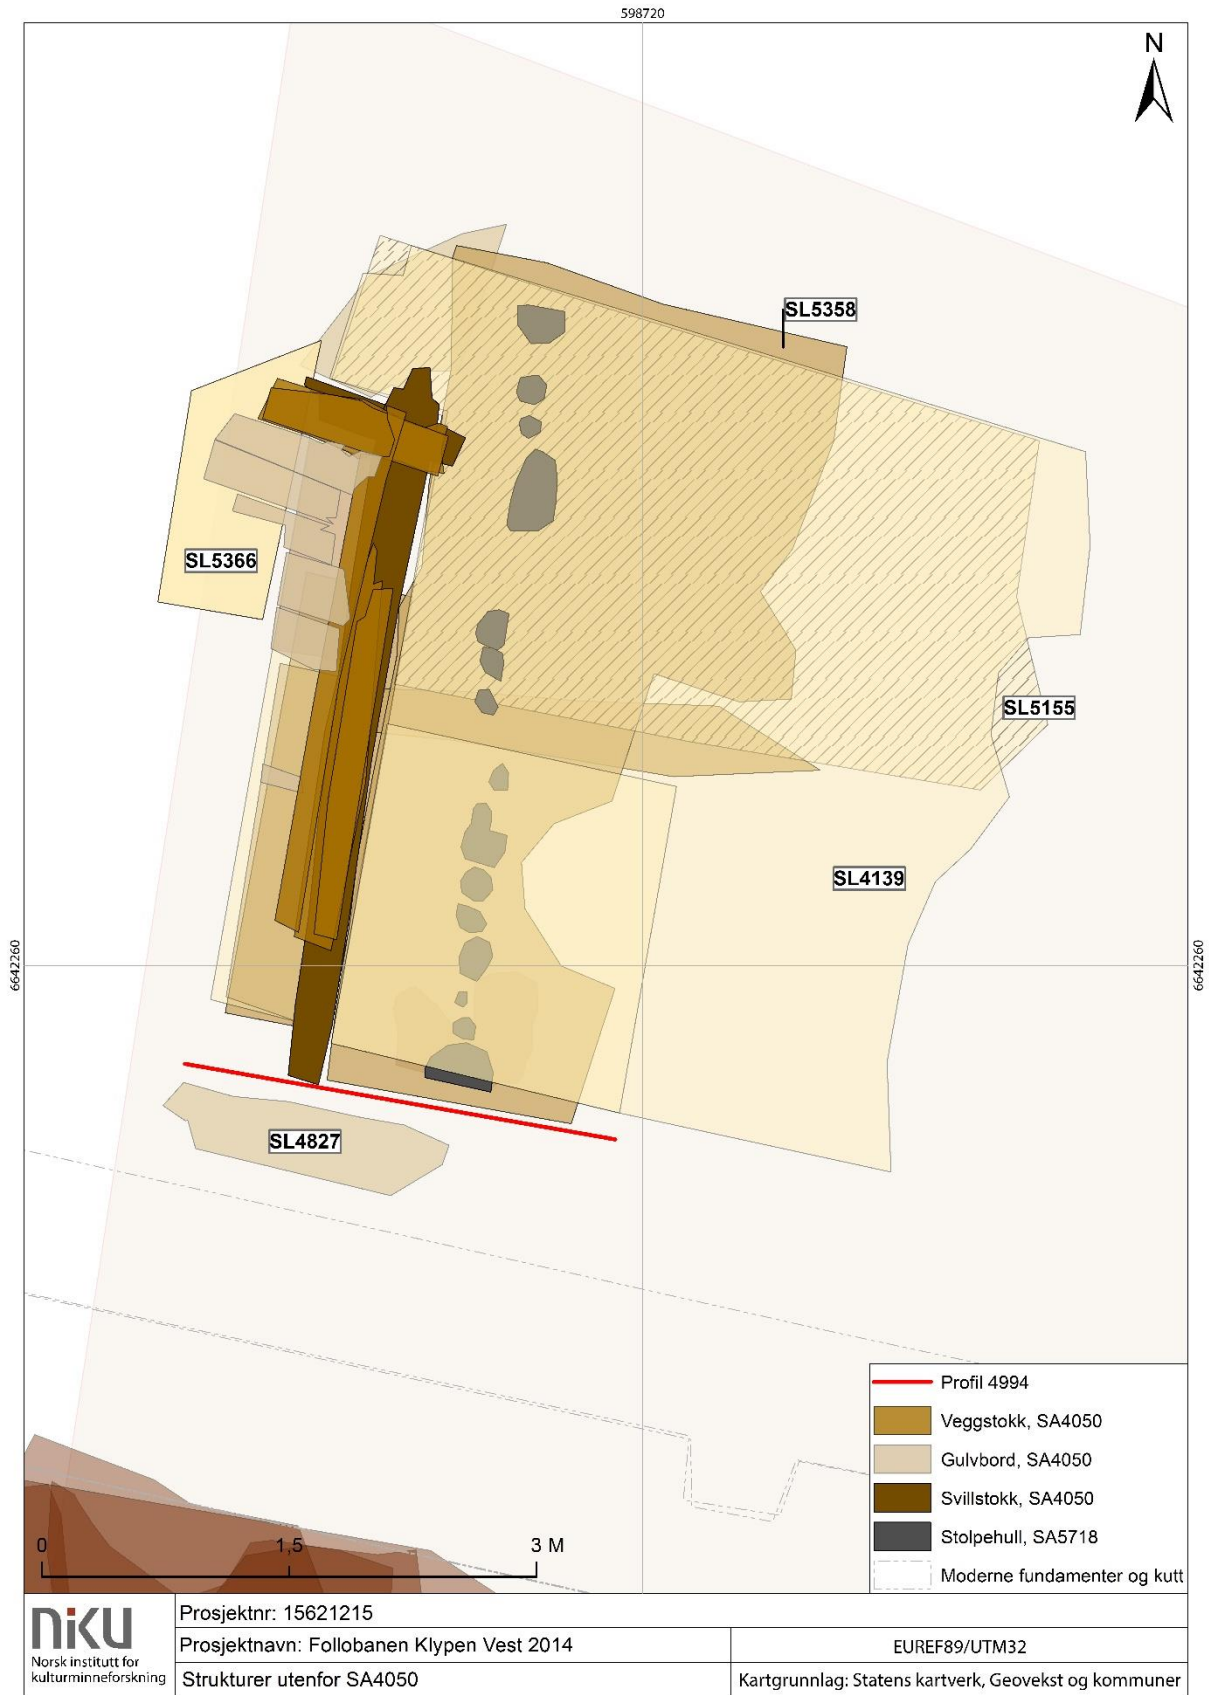 598720
N
SL5358
SL5366
SL5155
SL4139
6642260
6642260
SL4827
Profil 4994
Veggstokk, SA4050
Gulvbord, SA4050
Svillstokk, SA4050
Stolpehull, SA5718
Moderne fundamenter og kutt
0 1,5 3 M
niku
Norsk institutt for
kulturminneforskning
Prosjektnr: 15621215
Prosjektnavn: Follobanen Klypen Vest 2014
EUREF89/UTM32
Strukturer utenfor SA4050
Kartgrunnlag: Statens kartverk, Geovekst og kommuner